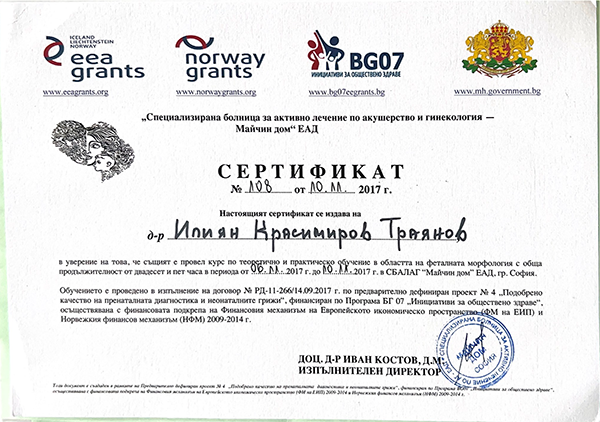 ICELAND
LIECHTENSTEIN
NORWAY
eea
grants
www.eeagrants.org
norway
grants
www.norwaygrants.org
BG07
ИНИЦИАТИВИ ЗА ОБЩЕСТВЕНО ЗДРАВЕ
www.bg07eegrants.bg
www.mh.government.bg
„Специализирана болница за активно лечение по акушерство и гинекология –
Майчин дом“ ЕАД
СЕРТИФИКАТ
№ 108 от 10.11. 2017 г.
Настоящият сертификат се издава на
д-р Илиян Красимиров Траянов
в уверение на това, че същият е провел курс по теоретично и практическо обучение в областта на феталната морфология с обща
продължителност от двадесет и пет часа в периода от 06.11.2017 г. до 10.11.2017 г. в СБАЛАГ “Майчин дом” ЕАД, гр. София.
Обучението е проведено в изпълнение на договор № РД-11-266/14.09.2017 г. по предварително дефиниран проект № 4 „Подобрено
качество на пренаталната диагностика и неонаталните грижи“, финансиран по Програма БГ 07 „Инициативи за обществено здраве“,
осъществявана с финансовата подкрепа на Финансовия механизъм на Европейското икономическо пространство (ФМ на ЕИП) и
Норвежкия финансов механизъм (НФМ) 2009-2014 г.
ДОЦ. Д-Р ИВАН КОСТОВ, Д.М.
ИЗПЪЛНИТЕЛЕН ДИРЕКТОР
МАЙЧИН
ДОМ
СОФИЯ
Този документ е създаден в рамките на Предварително дефиниран проект № 4 „Подобрено качество на пренаталната диагностика и неонаталните грижи“, финансиран по Програма БГ07 „Инициативи за обществено здраве“,
осъществявана с финансовата подкрепа на Финансовия механизъм на Европейското икономическо пространство (ФМ на ЕИП) 2009-2014 и Норвежкия финансов механизъм (НФМ) 2009-2014 г.